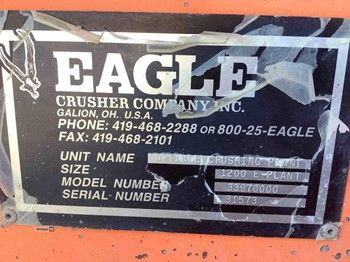 EAGLE
CRUSHER COMPANY INC.
GALION, OH. U.S.A.
PHONE: 419-468-2288 OR 800-25-EAGLE
FAX: 419-468-2101
UNIT NAME CRUSHING PLANT
SIZE 1200 E-PLANT
MODEL NUMBER 33970000
SERIAL NUMBER 31573